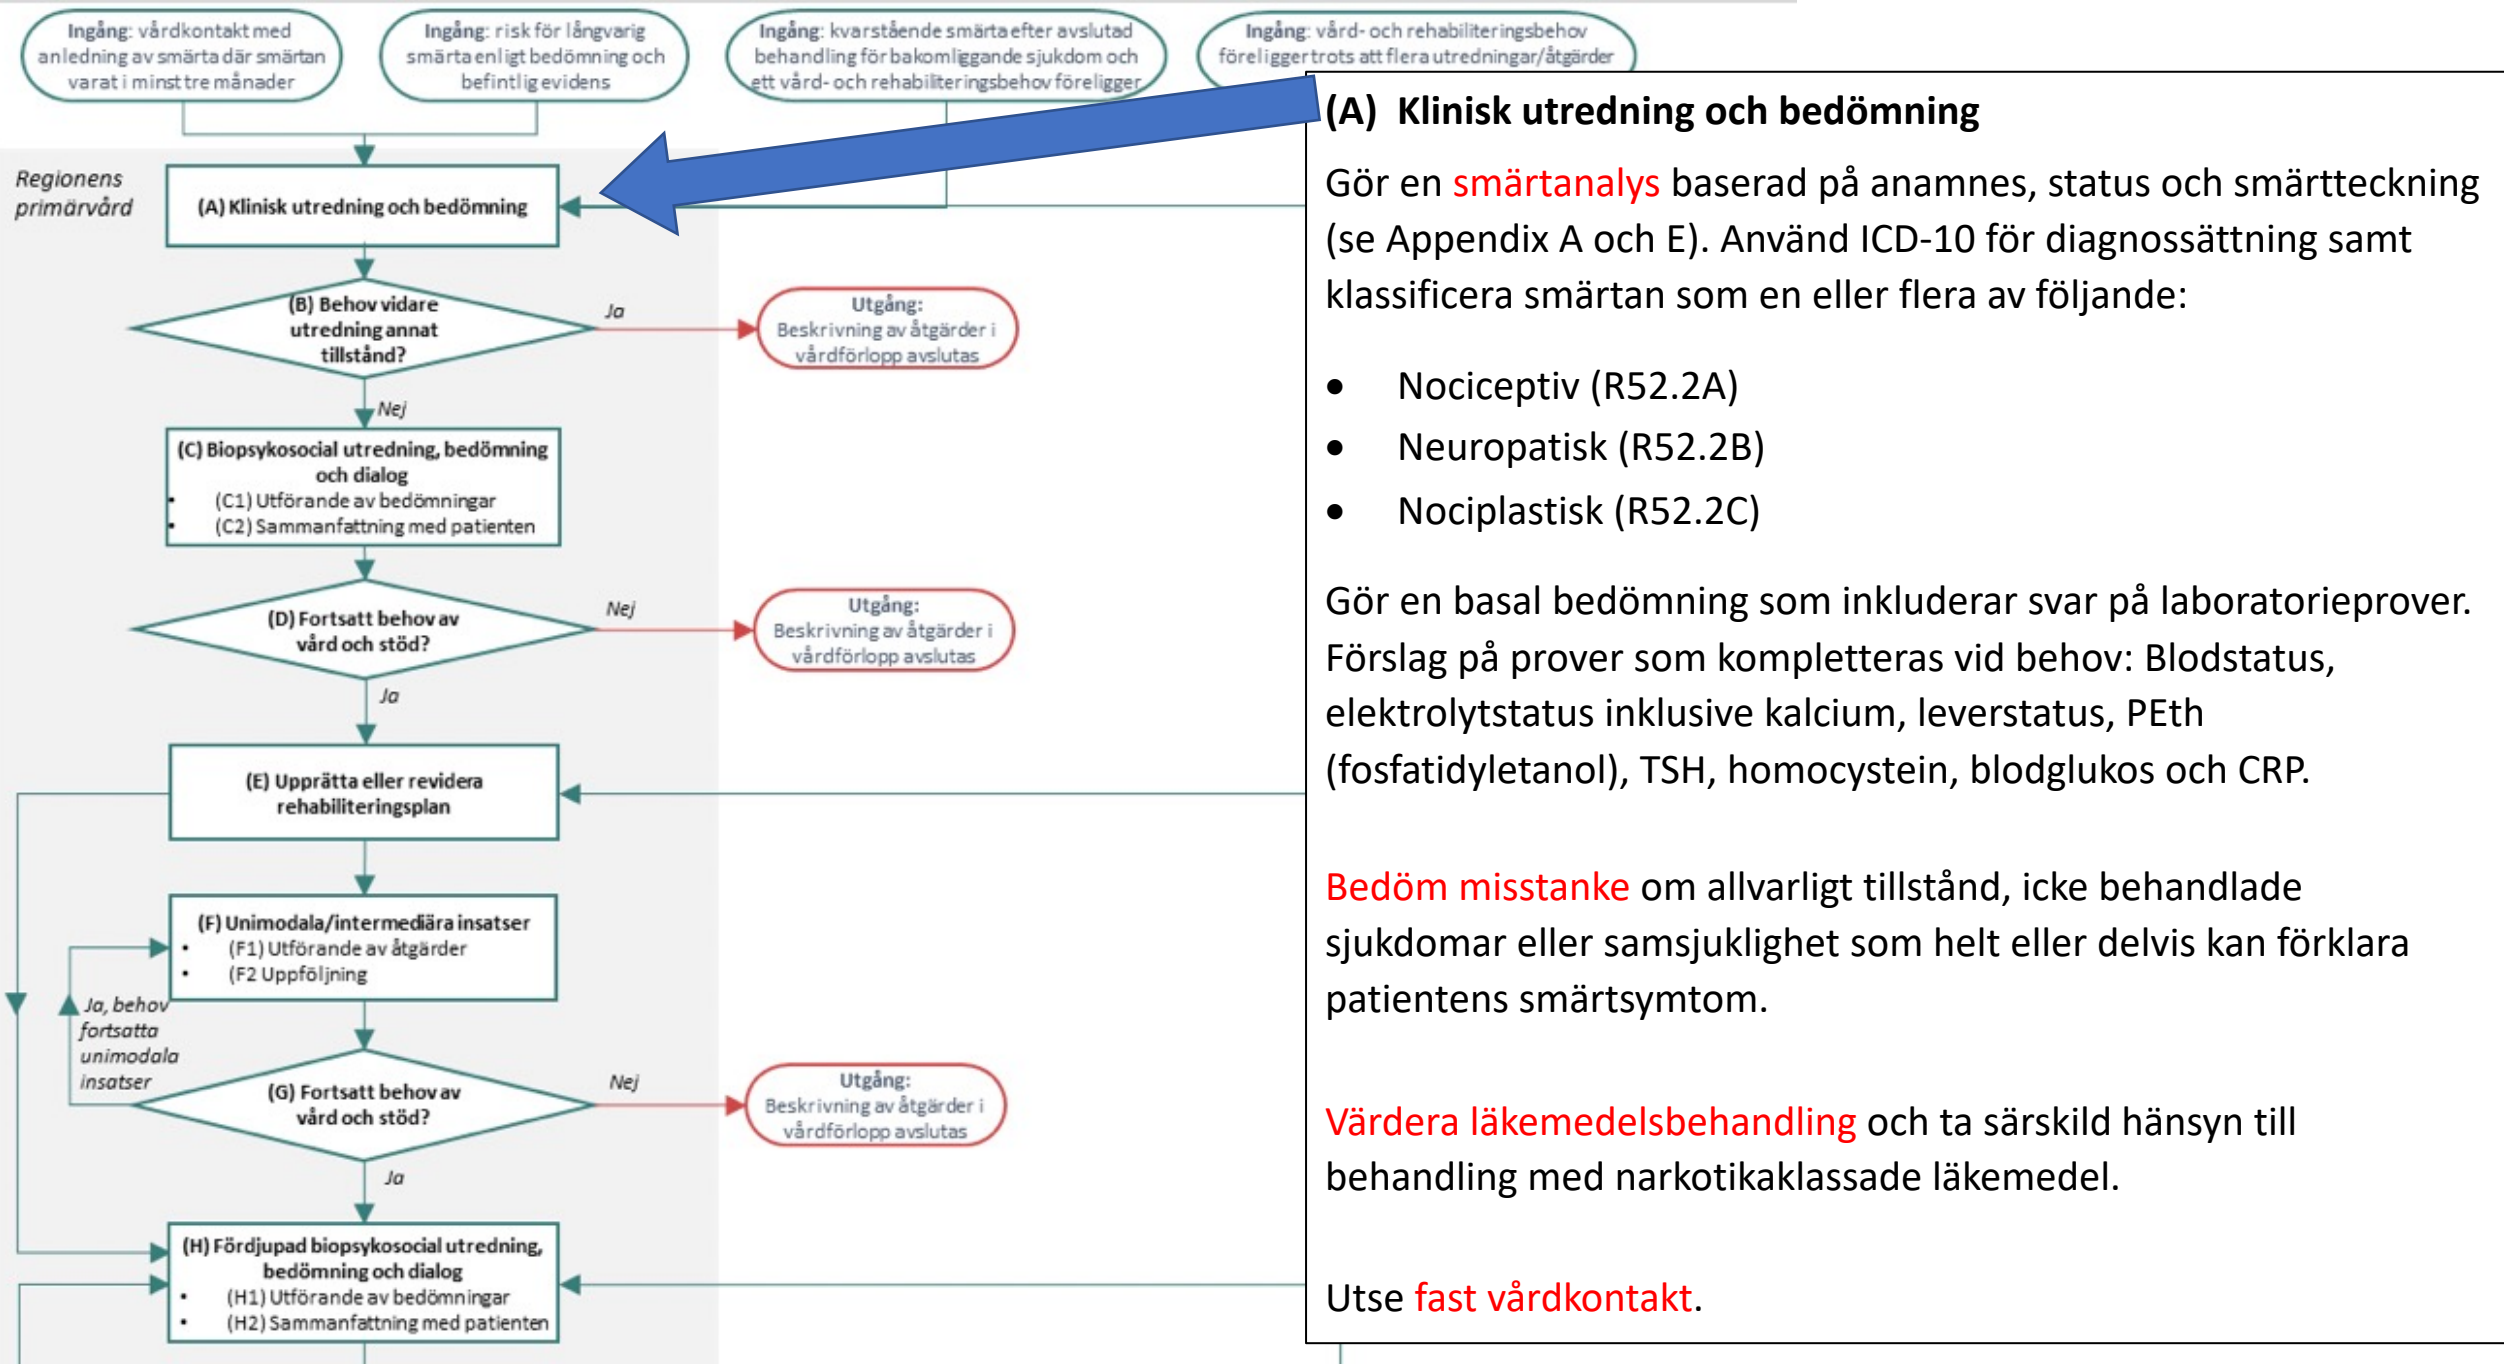 Ingång: vårdkontakt med
anledning av smärta där smärtan
varat i minst tre månader
Ingång: risk för långvarig
smärta enligt bedömning och
befintlig evidens
Ingång: kvarstående smärta efter avslutad
behandling för bakomliggande sjukdom och
ett vård- och rehabiliteringsbehov föreligger
Ingång: vård- och rehabiliteringsbehov
föreligger trots att flera utredningar/åtgärder
Regionens
primärvård
(A) Klinisk utredning och bedömning
(B) Behov vidare
utredning annat
tillstånd?
Ja
Utgång:
Beskrivning av åtgärder i
vårdförlopp avslutas
Nej
(C) Biopsykosocial utredning, bedömning
och dialog
• (C1) Utförande av bedömningar
• (C2) Sammanfattning med patienten
(D) Fortsatt behov av
vård och stöd?
Nej
Utgång:
Beskrivning av åtgärder i
vårdförlopp avslutas
Ja
(E) Upprätta eller revidera
rehabiliteringsplan
(F) Unimodala/intermediära insatser
• (F1) Utförande av åtgärder
• (F2 Uppföljning
Ja, behov
fortsatta
unimodala
insatser
(G) Fortsatt behov av
vård och stöd?
Nej
Utgång:
Beskrivning av åtgärder i
vårdförlopp avslutas
Ja
(H) Fördjupad biopsykosocial utredning,
bedömning och dialog
• (H1) Utförande av bedömningar
• (H2) Sammanfattning med patienten
(A) Klinisk utredning och bedömning
Gör en smärtanalys baserad på anamnes, status och smärtteckning
(se Appendix A och E). Använd ICD-10 för diagnossättning samt
klassificera smärtan som en eller flera av följande:
• Nociceptiv (R52.2A)
• Neuropatisk (R52.2B)
• Nociplastisk (R52.2C)
Gör en basal bedömning som inkluderar svar på laboratorieprover.
Förslag på prover som kompletteras vid behov: Blodstatus,
elektrolytstatus inklusive kalcium, leverstatus, PEth
(fosfatidyletanol), TSH, homocystein, blodglukos och CRP.
Bedöm misstanke om allvarligt tillstånd, icke behandlade
sjukdomar eller samsjuklighet som helt eller delvis kan förklara
patientens smärtsymtom.
Värdera läkemedelsbehandling och ta särskild hänsyn till
behandling med narkotikaklassade läkemedel.
Utse fast vårdkontakt.